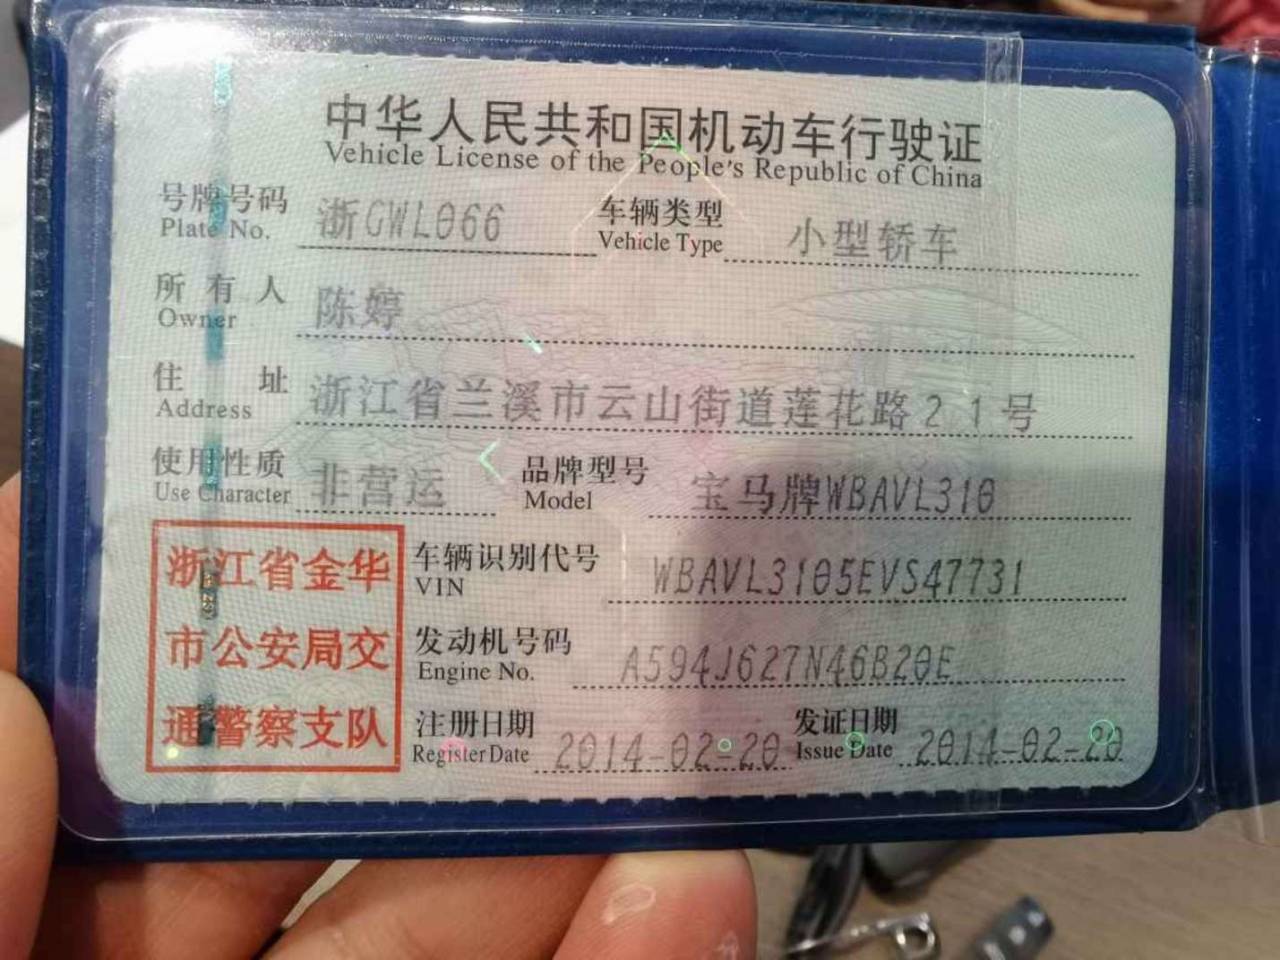 中华人民共和国机动车行驶证
Vehicle License of the People's Republic of China
号牌号码 浙GWL066 车辆类型 小型轿车
Plate No. Vehicle Type
所有人 陈婷
Owner
住址 浙江省兰溪市云山街道莲花路21号
Address
使用性质 非营运 品牌型号 宝马牌WBAVL310
Use Character Model
浙江省金华
市公安局交
通警察支队
车辆识别代号 WBAVL3105EVS47731
VIN
发动机号码 A594J627N46B20E
Engine No.
注册日期 2014-02-20 发证日期 2014-02-20
Register Date Issue Date